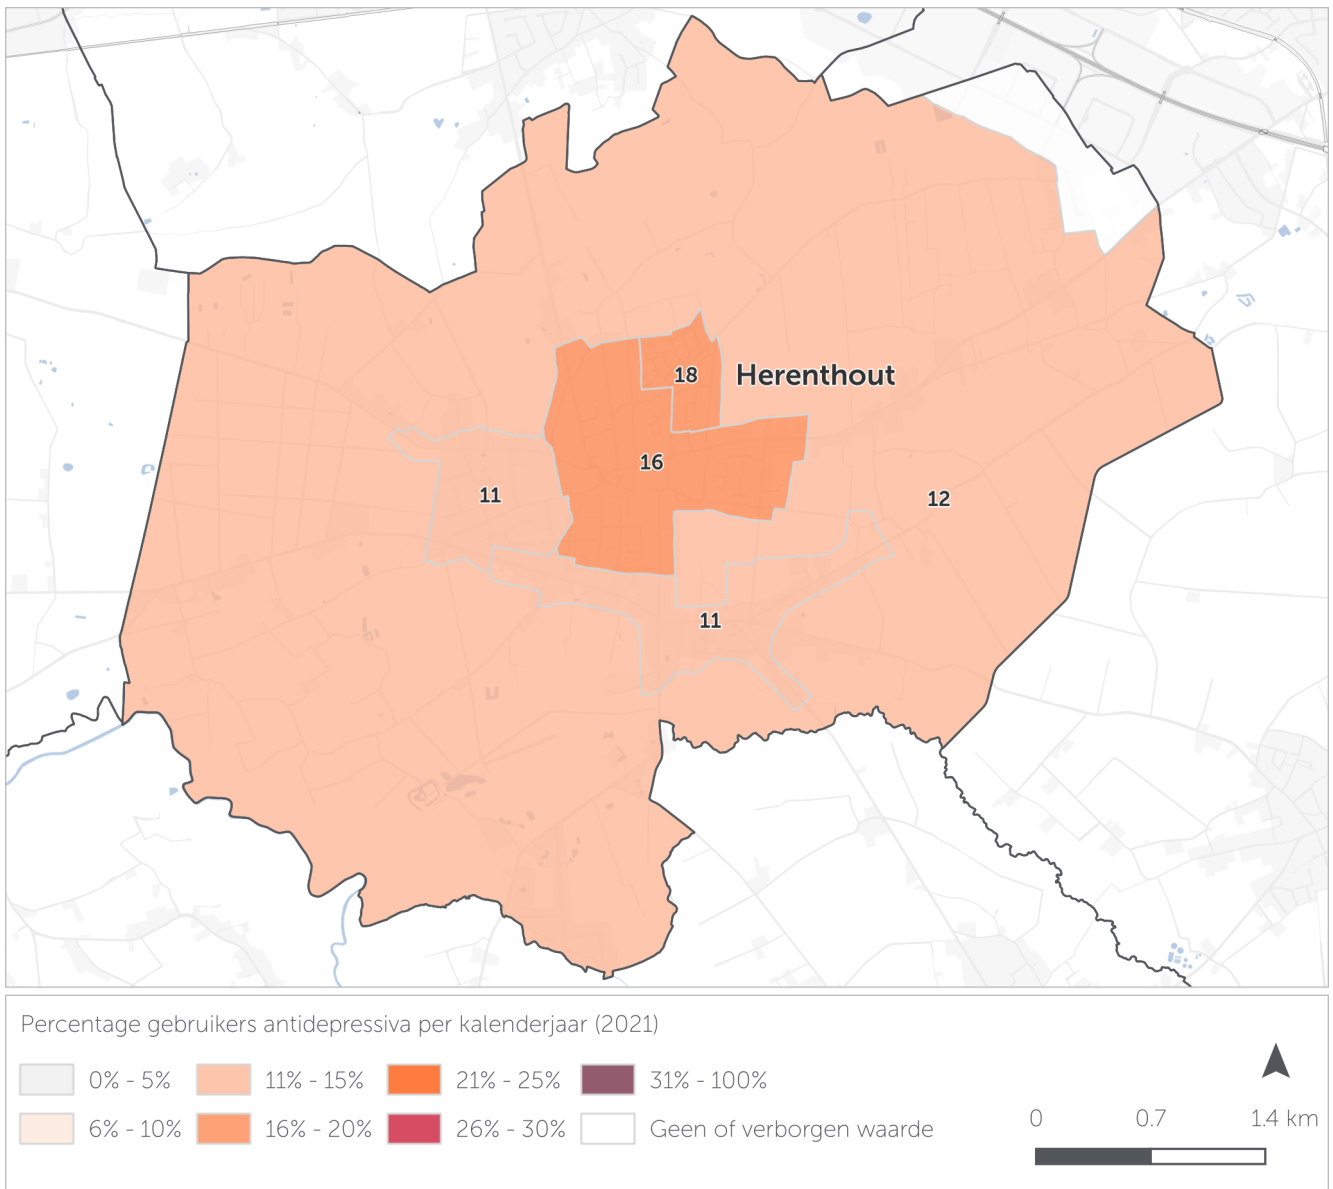 18 Herenthout
16
11 12
11
Percentage gebruikers antidepressiva per kalenderjaar (2021)
0% - 5% 11% - 15% 21% - 25% 31% - 100%
6% - 10% 16% - 20% 26% - 30% Geen of verborgen waarde
0 0.7 1.4 km